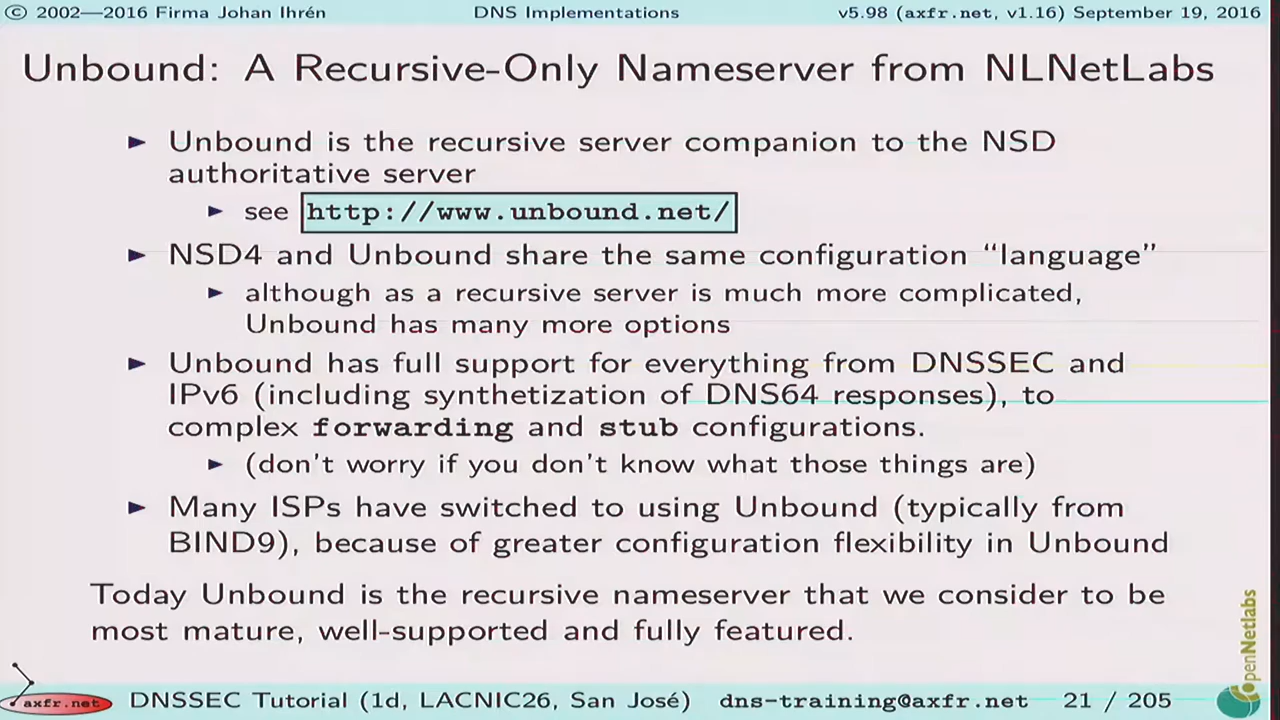 © 2002—2016 Firma Johan Ihrén DNS Implementations v5.98 (axfr.net, v1.16) September 19, 2016
Unbound: A Recursive-Only Nameserver from NLNetLabs
► Unbound is the recursive server companion to the NSD
authoritative server
► see http://www.unbound.net/
► NSD4 and Unbound share the same configuration “language”
► although as a recursive server is much more complicated,
Unbound has many more options
► Unbound has full support for everything from DNSSEC and
IPv6 (including synthetization of DNS64 responses), to
complex forwarding and stub configurations.
► (don't worry if you don't know what those things are)
► Many ISPs have switched to using Unbound (typically from
BIND9), because of greater configuration flexibility in Unbound
Today Unbound is the recursive nameserver that we consider to be
most mature, well-supported and fully featured.
OpenNetlabs
axfr.net DNSSEC Tutorial (1d, LACNIC26, San José) dns-training@axfr.net 21 / 205